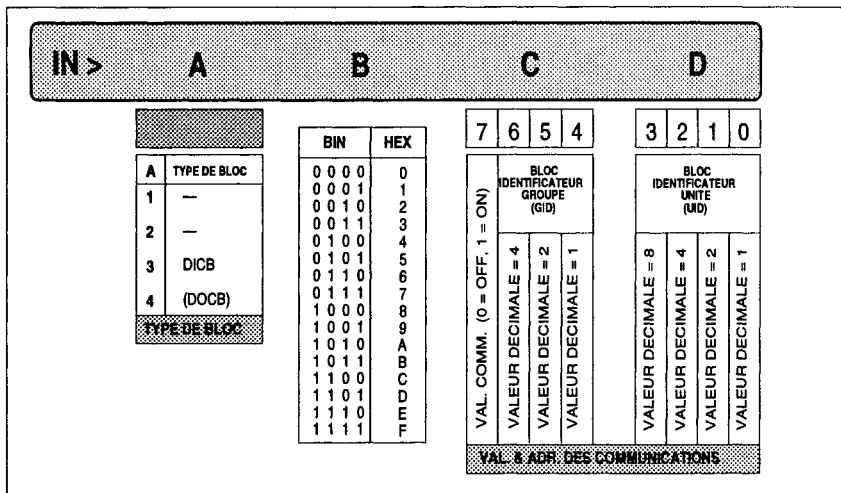 IN > A B C D
A TYPE DE BLOC
1 —
2 —
3 DICB
4 (DOCB)
TYPE DE BLOC
BIN HEX
0 0 0 0 0
0 0 0 1 1
0 0 1 0 2
0 0 1 1 3
0 1 0 0 4
0 1 0 1 5
0 1 1 0 6
0 1 1 1 7
1 0 0 0 8
1 0 0 1 9
1 0 1 0 A
1 0 1 1 B
1 1 0 0 C
1 1 0 1 D
1 1 1 0 E
1 1 1 1 F
7 6 5 4
BLOC
IDENTIFICATEUR
GROUPE
(GID)
VAL. COMM. (0 = OFF, 1 = ON)
VALEUR DECIMALE = 4
VALEUR DECIMALE = 2
VALEUR DECIMALE = 1
3 2 1 0
BLOC
IDENTIFICATEUR
UNITE
(UID)
VALEUR DECIMALE = 8
VALEUR DECIMALE = 4
VALEUR DECIMALE = 2
VALEUR DECIMALE = 1
VAL. & ADR. DES COMMUNICATIONS